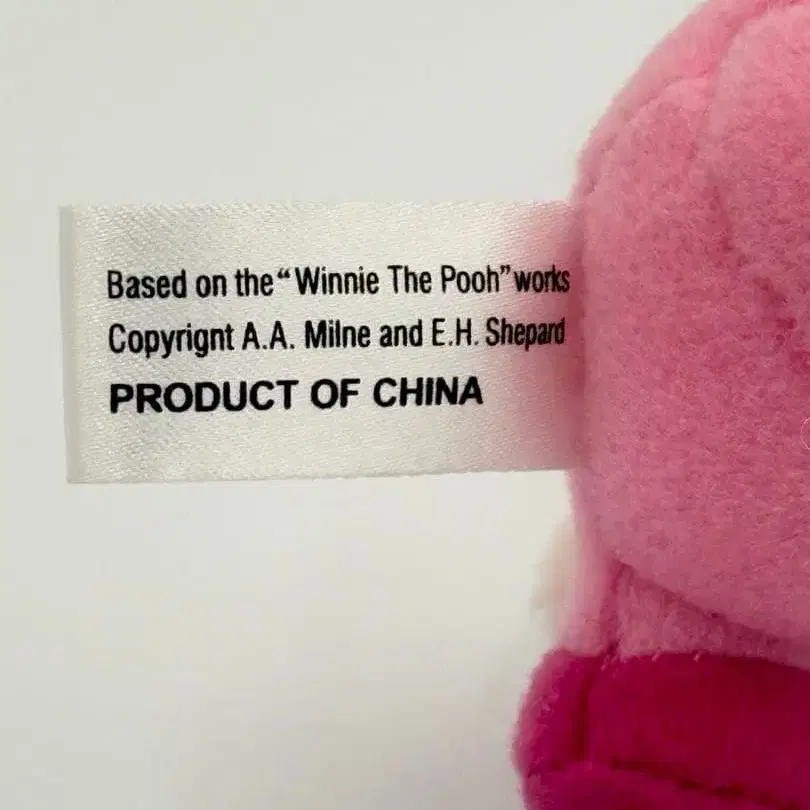 Based on the “Winnie The Pooh” works
Copyrignt A.A. Milne and E.H. Shepard
PRODUCT OF CHINA